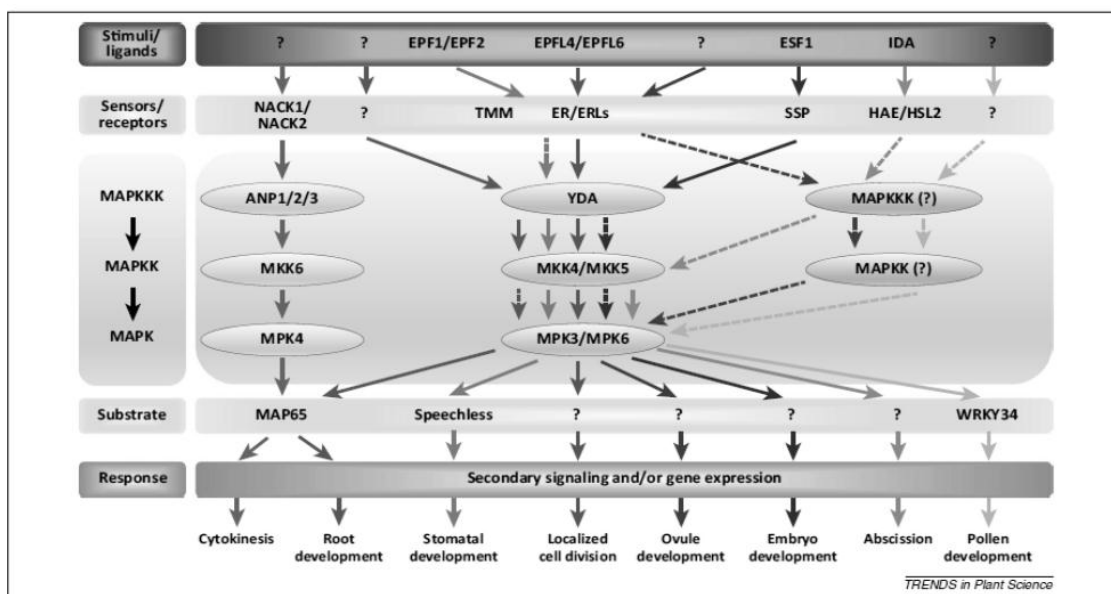 Stimuli/
ligands
? ? EPF1/EPF2 EPFL4/EPFL6 ? ESF1 IDA ?
Sensors/
receptors
NACK1/
NACK2
? TMM ER/ERLs SSP HAE/HSL2 ?
MAPKKK ANP1/2/3 YDA MAPKKK (?)
MAPKK MKK6 MKK4/MKK5 MAPKK (?)
MAPK MPK4 MPK3/MPK6
Substrate MAP65 Speechless ? ? ? ? WRKY34
Response Secondary signaling and/or gene expression
Cytokinesis
Root
development
Stomatal
development
Localized
cell division
Ovule
development
Embryo
development
Abscission
Pollen
development
TRENDS in Plant Science